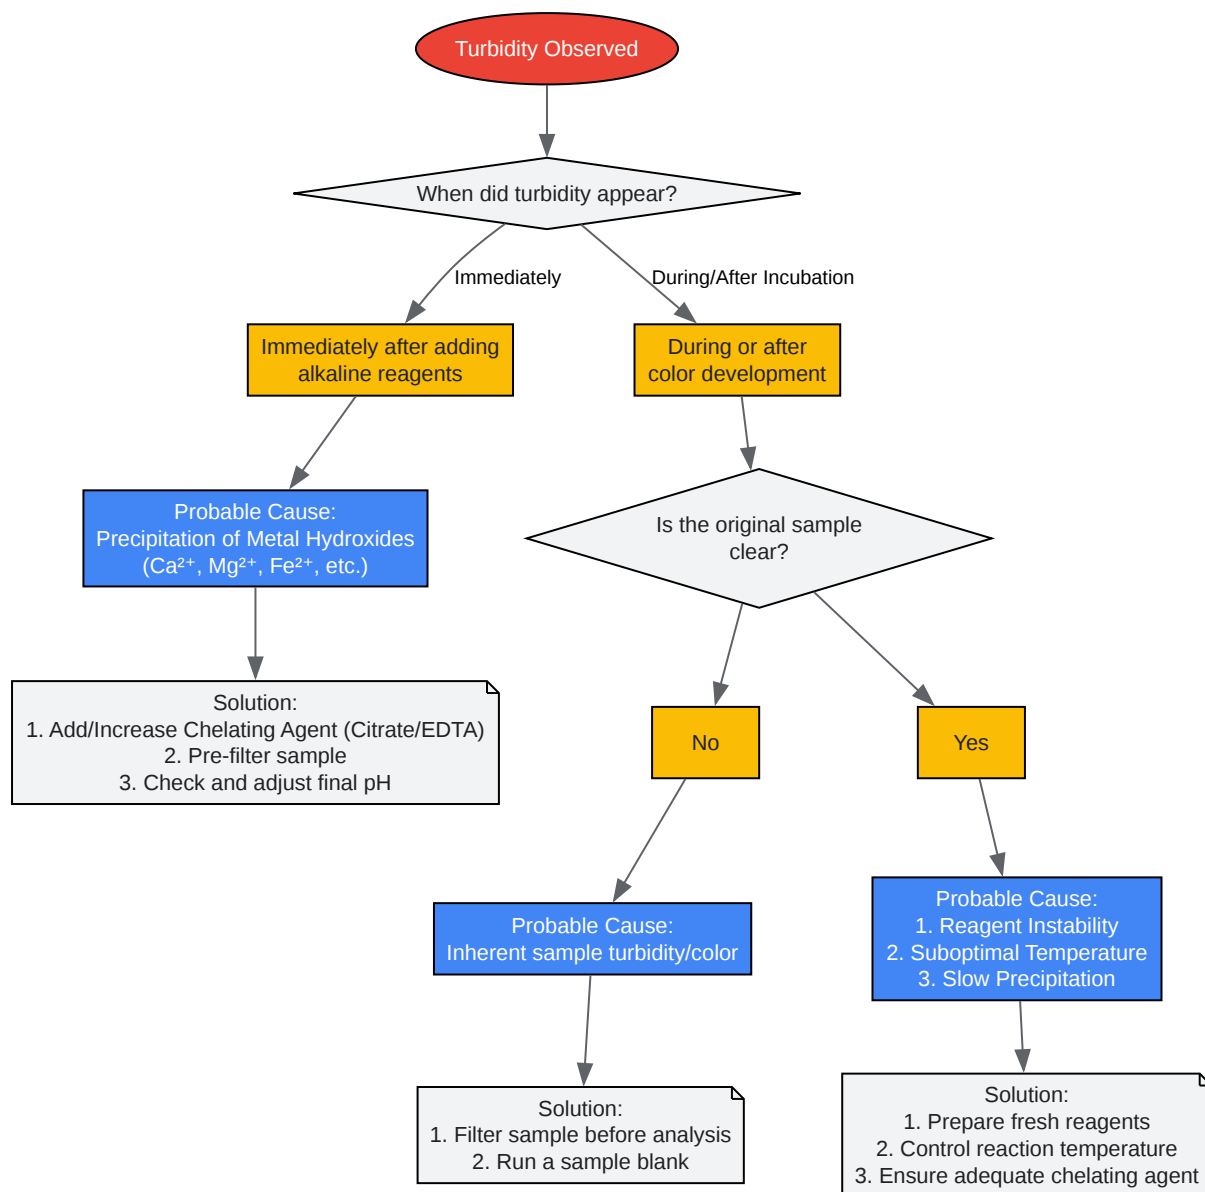 Turbidity Observed
When did turbidity appear?
Immediately
During/After Incubation
Immediately after adding
alkaline reagents
During or after
color development
Probable Cause:
Precipitation of Metal Hydroxides
(Ca²⁺, Mg²⁺, Fe²⁺, etc.)
Is the original sample
clear?
Solution:
1. Add/Increase Chelating Agent (Citrate/EDTA)
2. Pre-filter sample
3. Check and adjust final pH
No
Yes
Probable Cause:
Inherent sample turbidity/color
Probable Cause:
1. Reagent Instability
2. Suboptimal Temperature
3. Slow Precipitation
Solution:
1. Filter sample before analysis
2. Run a sample blank
Solution:
1. Prepare fresh reagents
2. Control reaction temperature
3. Ensure adequate chelating agent